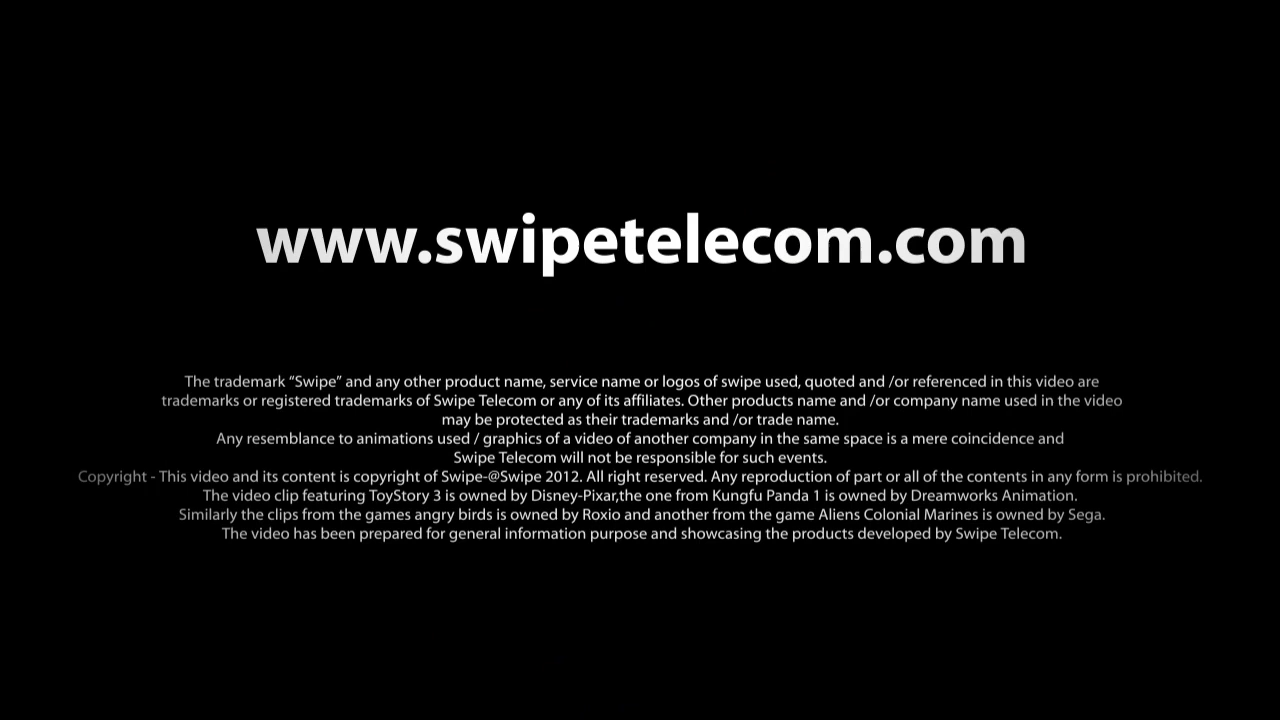 www.swipetelecom.com
The trademark “Swipe” and any other product name, service name or logos of swipe used, quoted and /or referenced in this video are
trademarks or registered trademarks of Swipe Telecom or any of its affiliates. Other products name and /or company name used in the video
may be protected as their trademarks and /or trade name.
Any resemblance to animations used / graphics of a video of another company in the same space is a mere coincidence and
Swipe Telecom will not be responsible for such events.
Copyright - This video and its content is copyright of Swipe-@Swipe 2012. All right reserved. Any reproduction of part or all of the contents in any form is prohibited.
The video clip featuring ToyStory 3 is owned by Disney-Pixar,the one from Kungfu Panda 1 is owned by Dreamworks Animation.
Similarly the clips from the games angry birds is owned by Roxio and another from the game Aliens Colonial Marines is owned by Sega.
The video has been prepared for general information purpose and showcasing the products developed by Swipe Telecom.